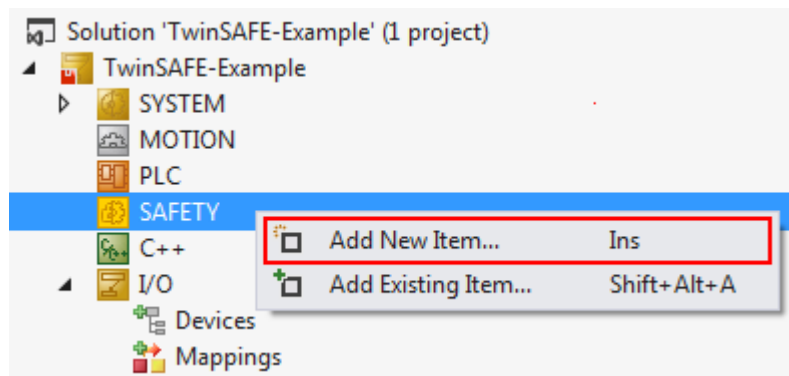 Solution 'TwinSAFE-Example' (1 project)
TwinSAFE-Example
SYSTEM
MOTION
PLC
SAFETY
Add New Item... Ins
C++
Add Existing Item... Shift+Alt+A
I/O
Devices
Mappings